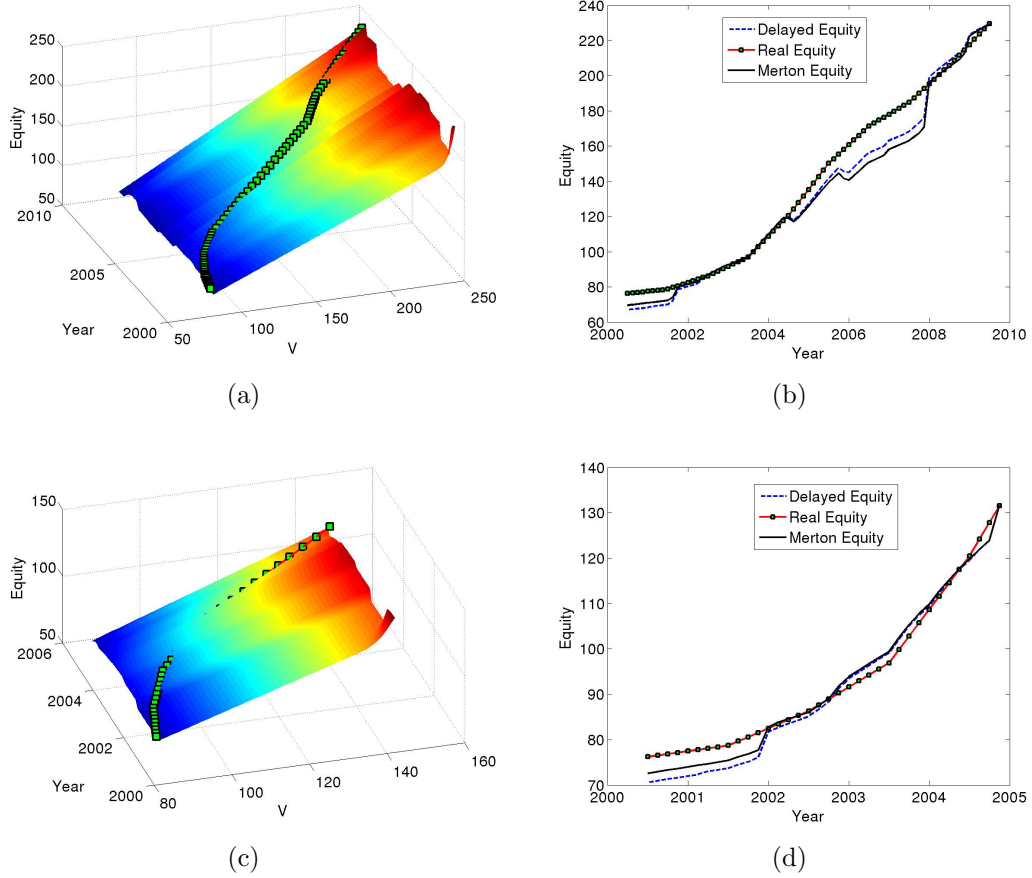 250
200
150
100
50
Equity
2010
2005
2000
Year
50
100
150
200
250
V
(a)
240
220
200
180
160
140
120
100
80
60
Equity
Delayed Equity
Real Equity
Merton Equity
2000
2002
2004
2006
2008
2010
Year
(b)
150
100
50
Equity
2006
2004
2002
2000
Year
80
100
120
140
160
V
(c)
140
130
120
110
100
90
80
70
Equity
Delayed Equity
Real Equity
Merton Equity
2000
2001
2002
2003
2004
2005
Year
(d)